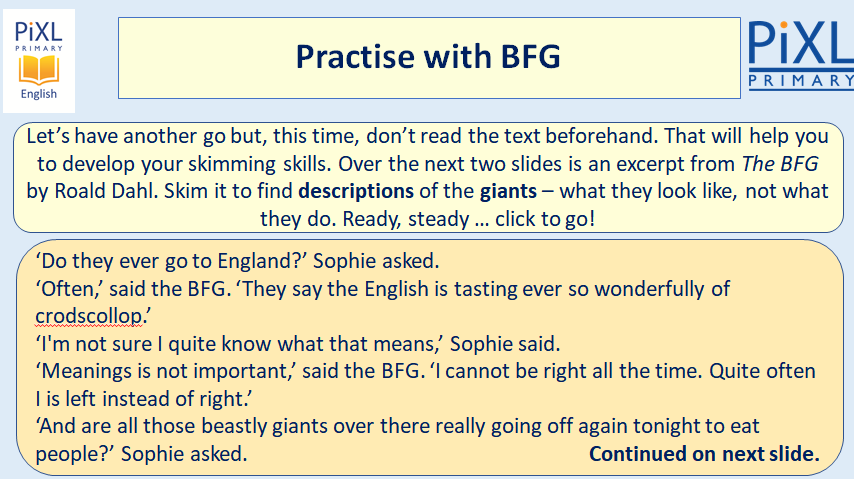 PiXL
PRIMARY
English
Practise with BFG
PiXL
PRIMARY
Let’s have another go but, this time, don’t read the text beforehand. That will help you
to develop your skimming skills. Over the next two slides is an excerpt from The BFG
by Roald Dahl. Skim it to find descriptions of the giants – what they look like, not what
they do. Ready, steady … click to go!
‘Do they ever go to England?’ Sophie asked.
‘Often,’ said the BFG. ‘They say the English is tasting ever so wonderfully of
crodscollop.’
‘I'm not sure I quite know what that means,’ Sophie said.
‘Meanings is not important,’ said the BFG. ‘I cannot be right all the time. Quite often
I is left instead of right.’
‘And are all those beastly giants over there really going off again tonight to eat
people?’ Sophie asked. Continued on next slide.